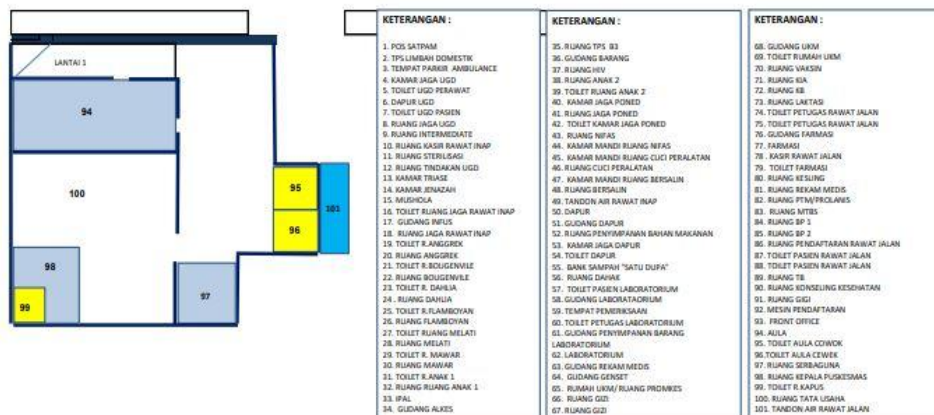 LANTAI 1
94
100
95
96
101
98
99
97
KETERANGAN :
1. POS SATPAM
2. TPS LIMBAH DOMESTIK
3. TEMPAT PARKIR AMBULANCE
4. KAMAR JAGA UGD
5. TOILET UGD PERAWAT
6. DAPUR UGD
7. TOILET UGD PASIEN
8. RUANG JAGA UGD
9. RUANG INTERMEDIATE
10. RUANG KASIR RAWAT INAP
11. RUANG STERILISASI
12. RUANG TINDAKAN UGD
13. KAMAR TRIASE
14. KAMAR JENAZAH
15. MUSHOLA
16. TOILET RUANG JAGA RAWAT INAP
17. GUDANG INFUS
18. RUANG JAGA RAWAT INAP
19. TOILET R.ANGGREK
20. RUANG ANGGREK
21. TOILET R.BOUGENVILE
22. RUANG BOUGENVILE
23. TOILET R. DAHLIA
24. RUANG DAHLIA
25. TOILET R.FLAMBOYAN
26. RUANG FLAMBOYAN
27. TOILET RUANG MELATI
28. RUANG MELATI
29. TOILET R. MAWAR
30. RUANG MAWAR
31. TOILET R.ANAK 1
32. RUANG RUANG ANAK 1
33. IPAL
34. GUDANG ALKES
KETERANGAN :
35. RUANG TPS B3
36. GUDANG BARANG
37. RUANG HIV
38. RUANG ANAK 2
39. TOILET RUANG ANAK 2
40. KAMAR JAGA PONED
41. RUANG JAGA PONED
42. TOILET KAMAR JAGA PONED
43. RUANG NIFAS
44. KAMAR MANDI RUANG NIFAS
45. KAMAR MANDI RUANG CUCI PERALATAN
46. RUANG CUCI PERALATAN
47. KAMAR MANDI RUANG BERSALIN
48. RUANG BERSALIN
49. TANDON AIR RAWAT INAP
50. DAPUR
51. GUDANG DAPUR
52. RUANG PENYIMPANAN BAHAN MAKANAN
53. KAMAR JAGA DAPUR
54. TOILET DAPUR
55. BANK SAMPAH "SATU DUPA"
56. RUANG DAHAK
57. TOILET PASIEN LABORATORIUM
58. GUDANG LABORATAORIUM
59. TEMPAT PEMERIKSAAN
60. TOILET PETUGAS LABORATORIUM
61. GUDANG PENYIMPANAN BARANG
LABORATORIUM
62. LABORATORIUM
63. GUDANG REKAM MEDIS
64. GUDANG GENSET
65. RUMAH UKM/ RUANG PROMKES
66. RUANG GIZI
67. RUANG GIZI
KETERANGAN :
68. GUDANG UKM
69. TOILET RUMAH UKM
70. RUANG VAKSIN
71. RUANG KIA
72. RUANG KB
73. RUANG LAKTASI
74. TOILET PETUGAS RAWAT JALAN
75. TOILET PETUGAS RAWAT JALAN
76. GUDANG FARMASI
77. FARMASI
78. KASIR RAWAT JALAN
79. TOILET FARMASI
80. RUANG KESLING
81. RUANG REKAM MEDIS
82. RUANG PTM/PROLANIS
83. RUANG MTBS
84. RUANG BP 1
85. RUANG BP 2
86. RUANG PENDAFTARAN RAWAT JALAN
87. TOILET PASIEN RAWAT JALAN
88. TOILET PASIEN RAWAT JALAN
89. RUANG TB
90. RUANG KONSELING KESEHATAN
91. RUANG GIGI
92. MESIN PENDAFTARAN
93. FRONT OFFICE
94. AULA
95. TOILET AULA COWOK
96.TOILET AULA CEWEK
97. RUANG SERBAGUNA
98. RUANG KEPALA PUSKESMAS
99. TOILET R.KAPUS
100. RUANG TATA USAHA
101. TANDON AIR RAWAT JALAN